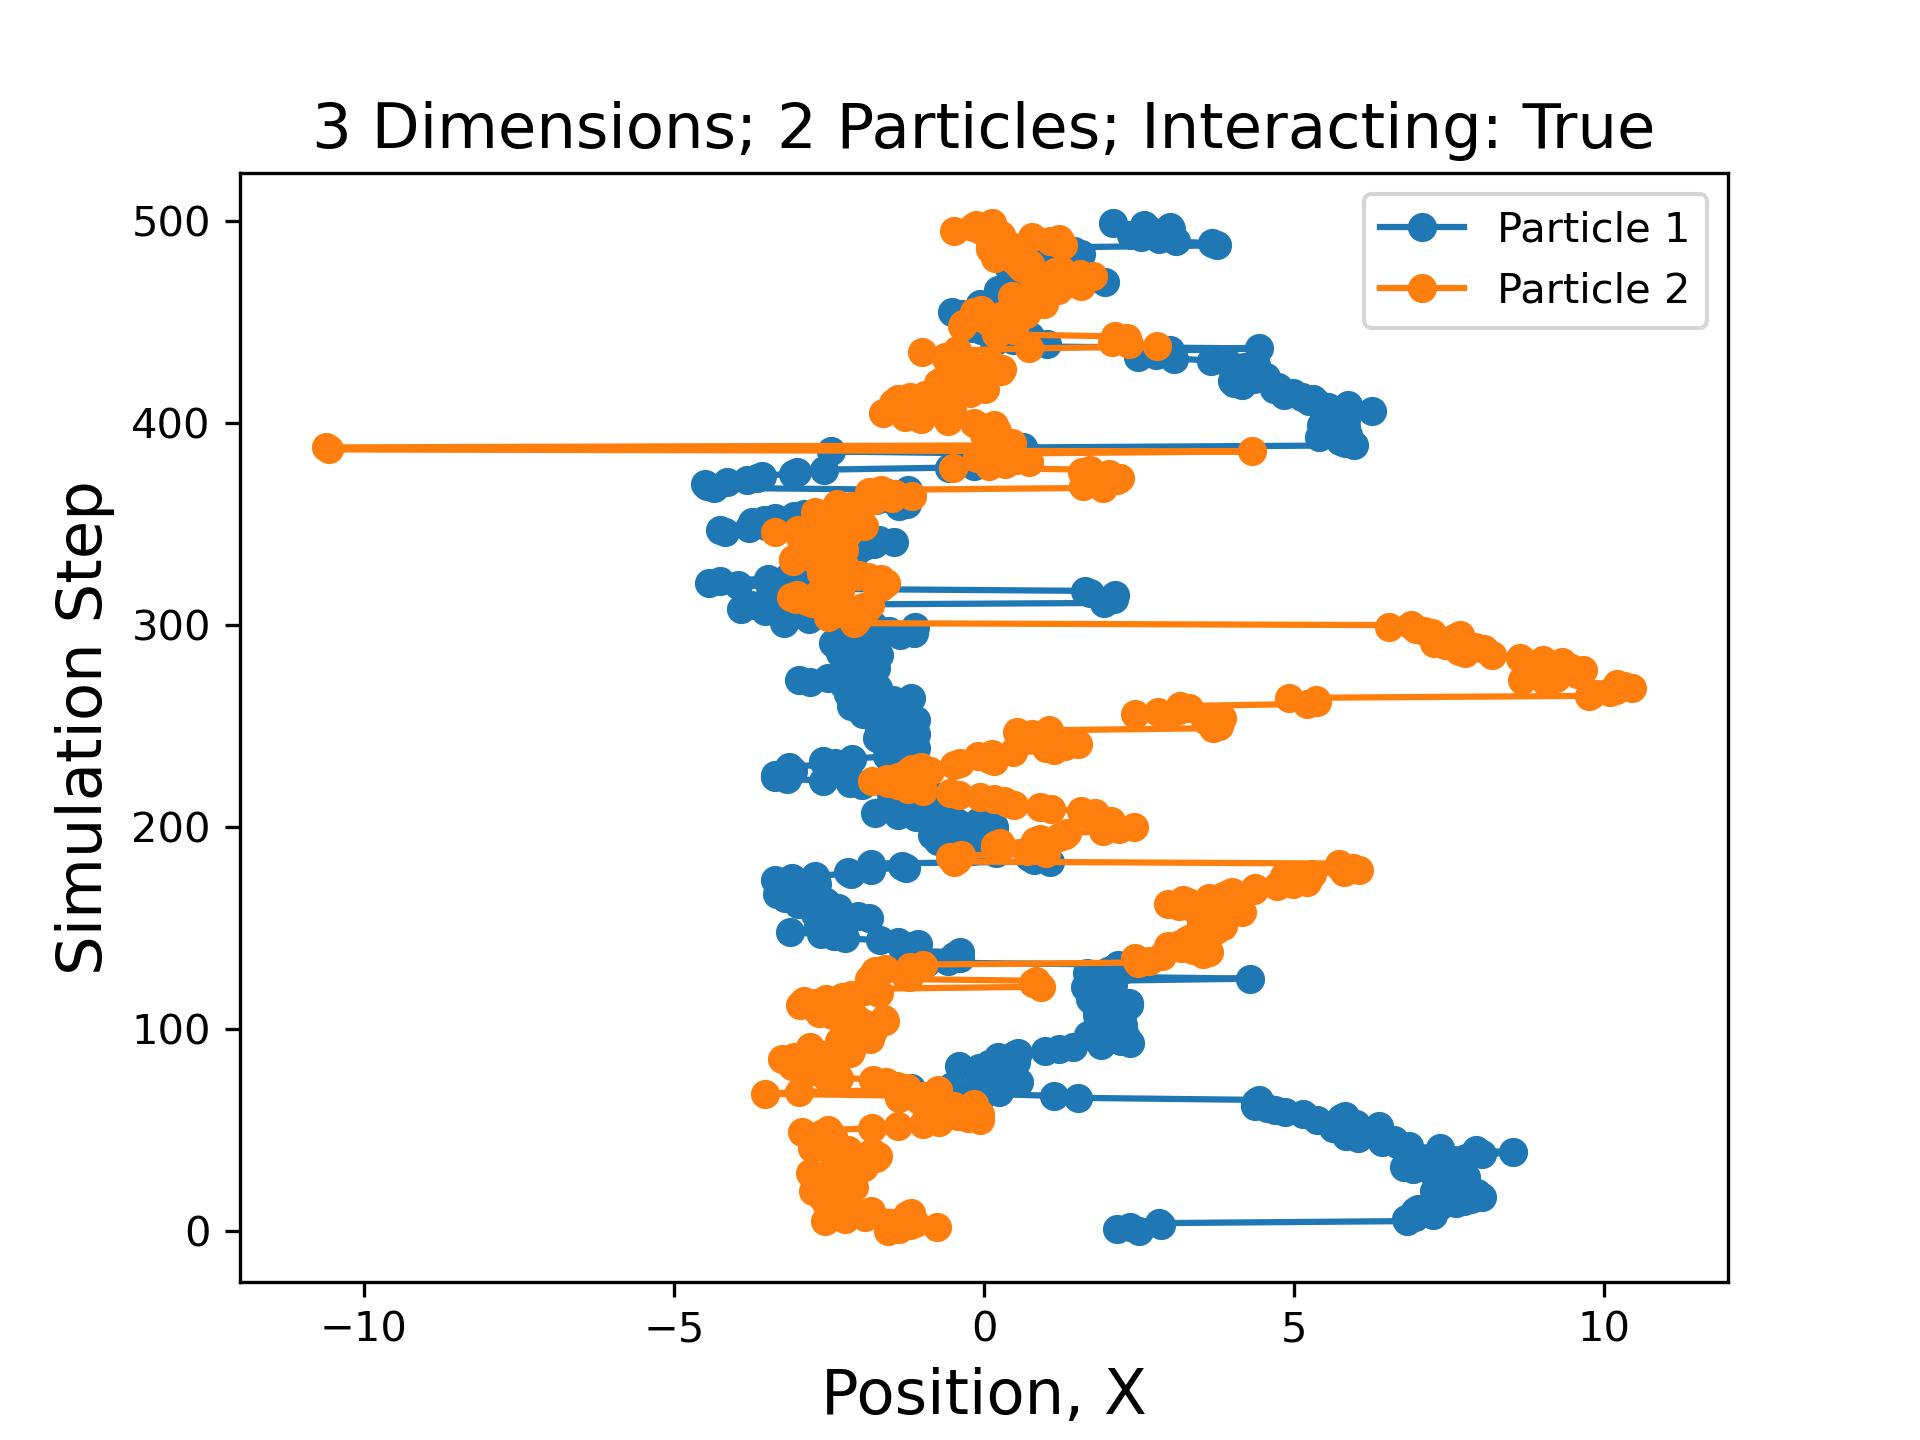 3 Dimensions; 2 Particles; Interacting: True
Particle 1
Particle 2
Simulation Step
500
400
300
200
100
0
−10
−5
0
5
10
Position, X